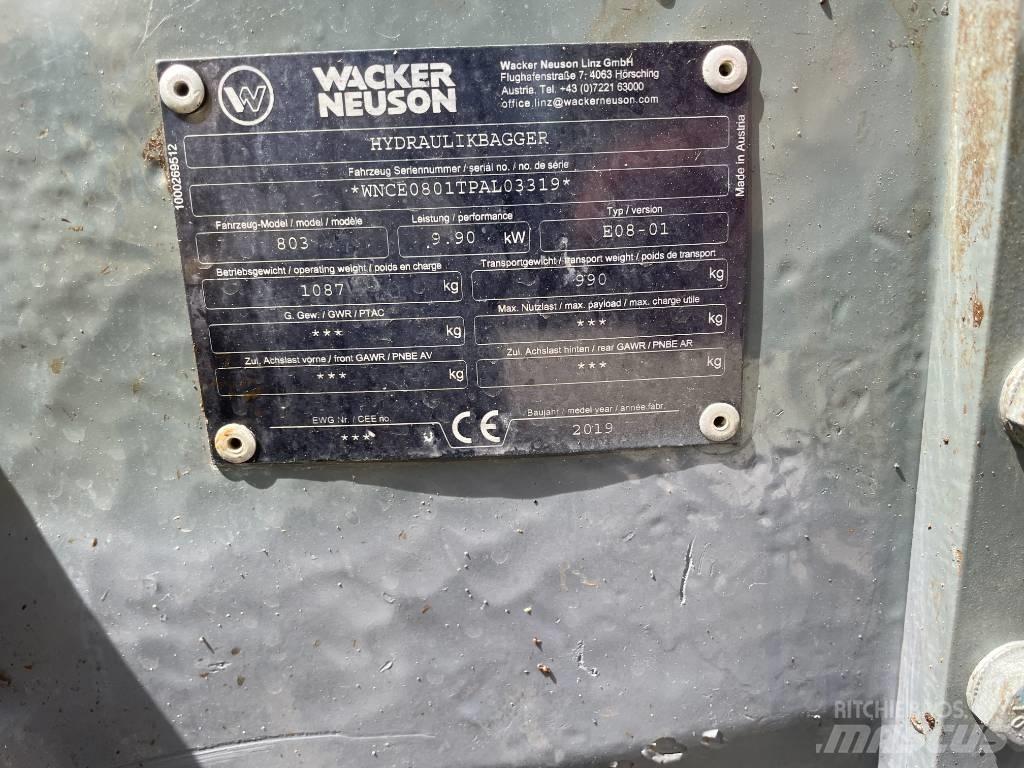 W
WACKER
NEUSON
Wacker Neuson Linz GmbH
Flughafenstraße 7; 4063 Hörsching
Austria. Tel. +43 (0)7221 63000
office.linz@wackerneuson.com
1000269512
Made in Austria
HYDRAULIKBAGGER
Fahrzeug Seriennummer / serial no. / no. de série
*WNCE0801TPAL03319*
Fahrzeug-Model / model / modèle
Leistung / performance
Typ / version
803
9.90 kW
E08-01
Betriebsgewicht / operating weight / poids en charge
Transportgewicht / transport weight / poids de transport
1087 kg
990 kg
G. Gew. / GWR / PTAC
Max. Nutzlast / max. payload / max. charge utile
*** kg
*** kg
Zul. Achslast vorne / front GAWR / PNBE AV
Zul. Achslast hinten / rear GAWR / PNBE AR
*** kg
*** kg
EWG Nr. / CEE no.
CE
Baujahr / model year / année fabr.
***
2019
RITCHIE BROS.
MASCUS